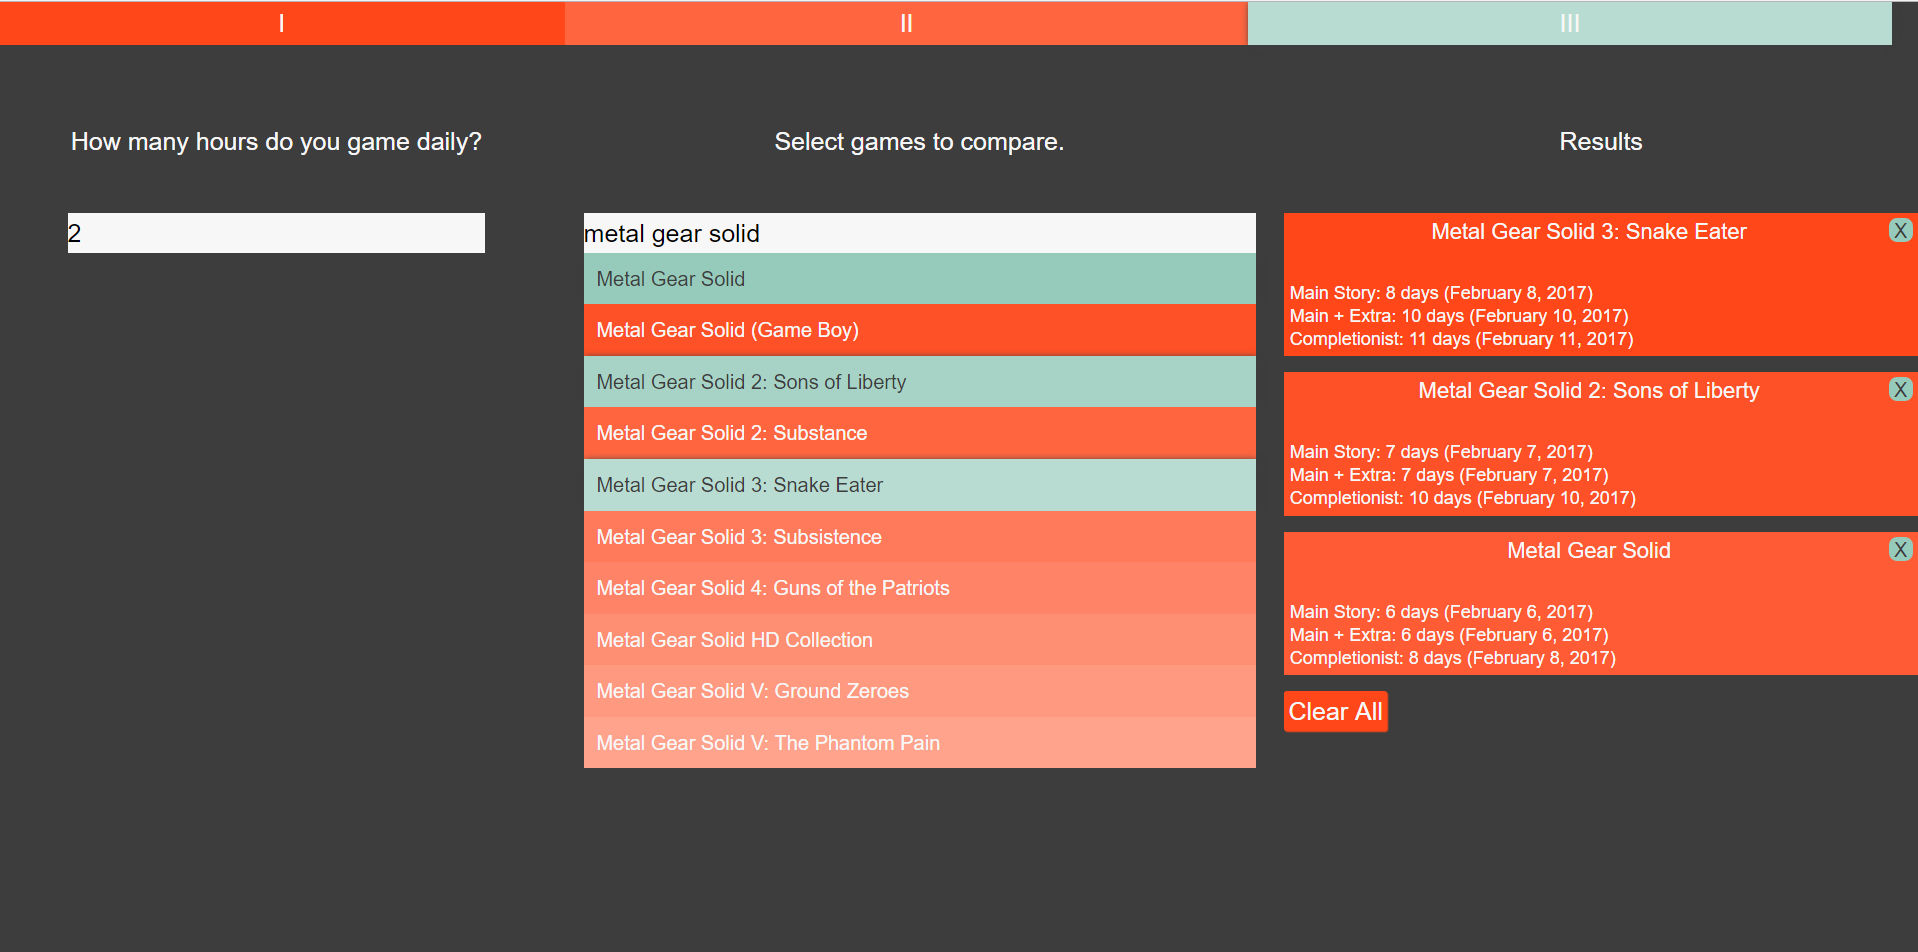 I
II
III
How many hours do you game daily?
2
Select games to compare.
metal gear solid
Metal Gear Solid
Metal Gear Solid (Game Boy)
Metal Gear Solid 2: Sons of Liberty
Metal Gear Solid 2: Substance
Metal Gear Solid 3: Snake Eater
Metal Gear Solid 3: Subsistence
Metal Gear Solid 4: Guns of the Patriots
Metal Gear Solid HD Collection
Metal Gear Solid V: Ground Zeroes
Metal Gear Solid V: The Phantom Pain
Results
Metal Gear Solid 3: Snake Eater
X
Main Story: 8 days (February 8, 2017)
Main + Extra: 10 days (February 10, 2017)
Completionist: 11 days (February 11, 2017)
Metal Gear Solid 2: Sons of Liberty
X
Main Story: 7 days (February 7, 2017)
Main + Extra: 7 days (February 7, 2017)
Completionist: 10 days (February 10, 2017)
Metal Gear Solid
X
Main Story: 6 days (February 6, 2017)
Main + Extra: 6 days (February 6, 2017)
Completionist: 8 days (February 8, 2017)
Clear All